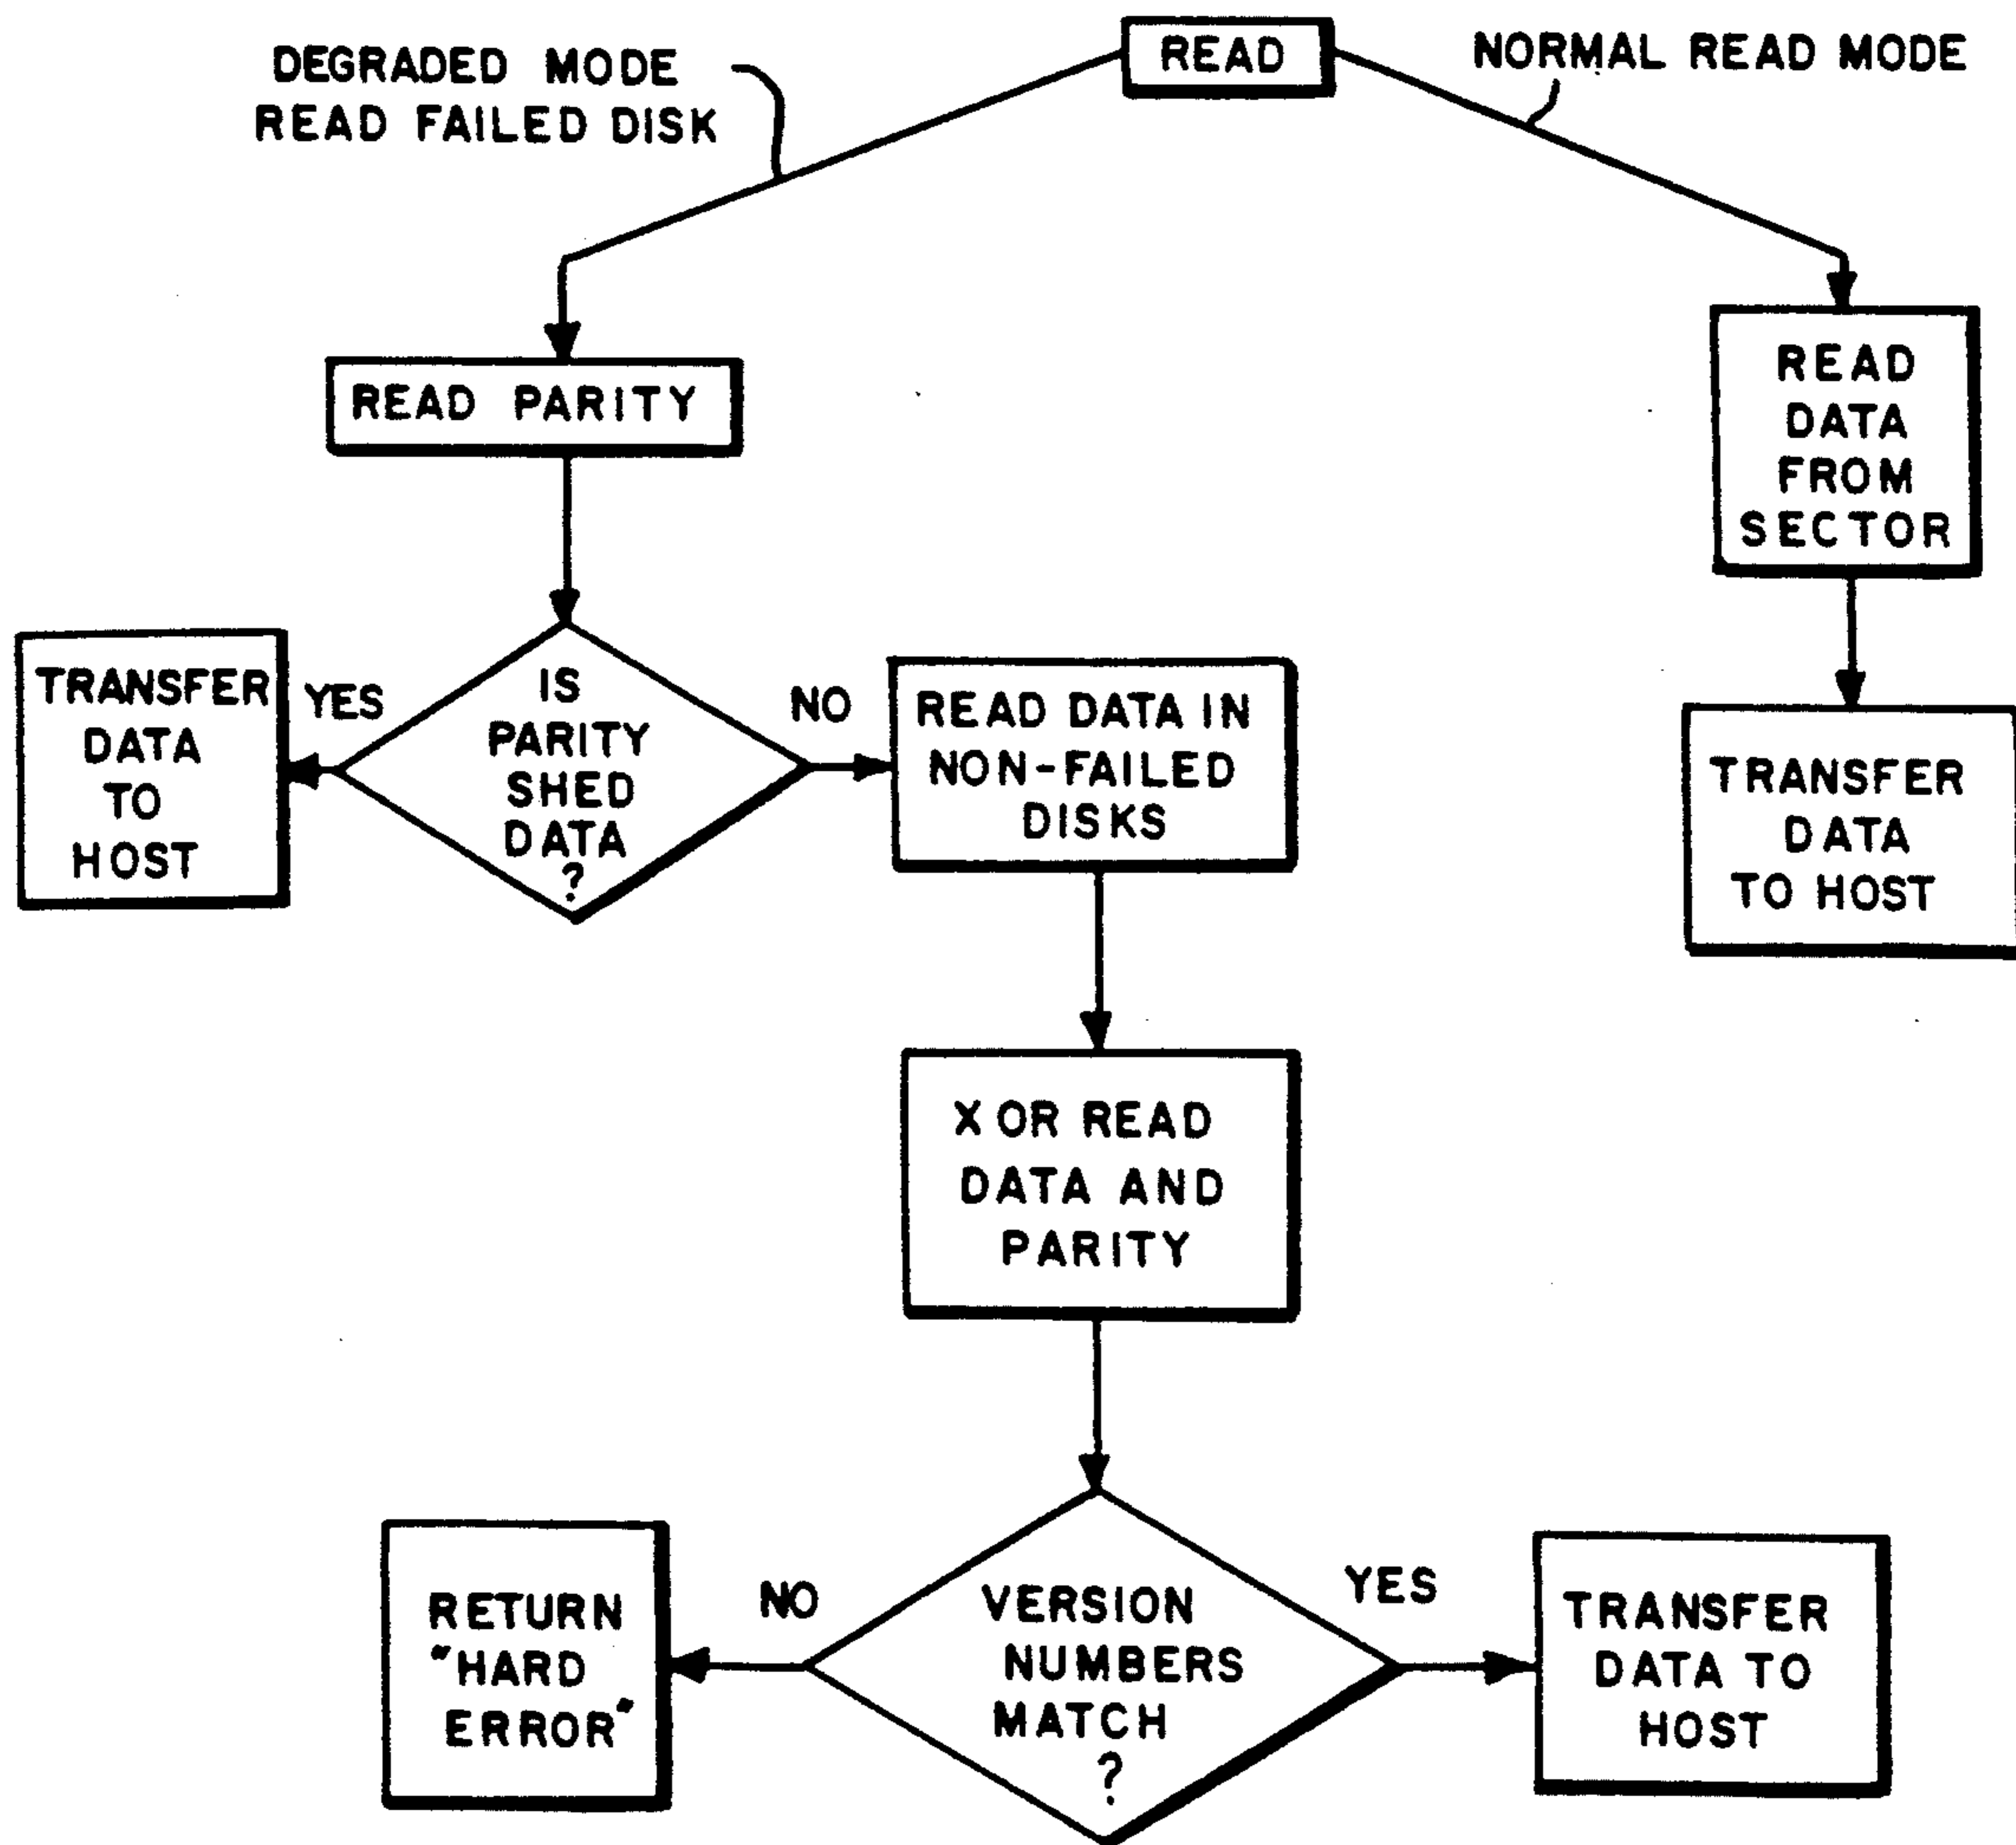 READ
DEGRADED MODE
READ FAILED DISK
NORMAL READ MODE
READ PARITY
READ
DATA
FROM
SECTOR
TRANSFER
DATA
TO
HOST
YES
IS
PARITY
SHED
DATA
?
NO
READ DATA IN
NON-FAILED
DISKS
TRANSFER
DATA
TO HOST
X OR READ
DATA AND
PARITY
RETURN
"HARD
ERROR"
NO
VERSION
NUMBERS
MATCH
?
YES
TRANSFER
DATA TO
HOST